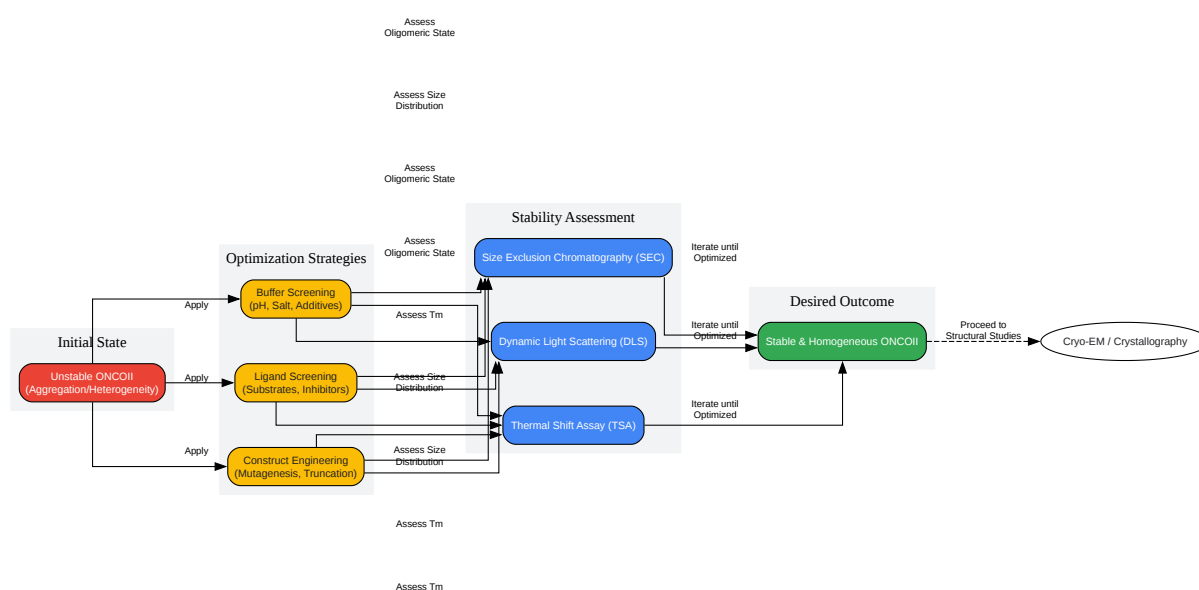 Assess
Oligomeric State
Assess Size
Distribution
Assess
Oligomeric State
Assess
Oligomeric State
Initial State
Unstable ONCOII
(Aggregation/Heterogeneity)
Apply
Apply
Apply
Optimization Strategies
Buffer Screening
(pH, Salt, Additives)
Ligand Screening
(Substrates, Inhibitors)
Construct Engineering
(Mutagenesis, Truncation)
Assess Tm
Assess Size
Distribution
Assess Size
Distribution
Assess Tm
Assess Tm
Stability Assessment
Size Exclusion Chromatography (SEC)
Dynamic Light Scattering (DLS)
Thermal Shift Assay (TSA)
Iterate until
Optimized
Iterate until
Optimized
Iterate until
Optimized
Desired Outcome
Stable & Homogeneous ONCOII
Proceed to
Structural Studies
Cryo-EM / Crystallography